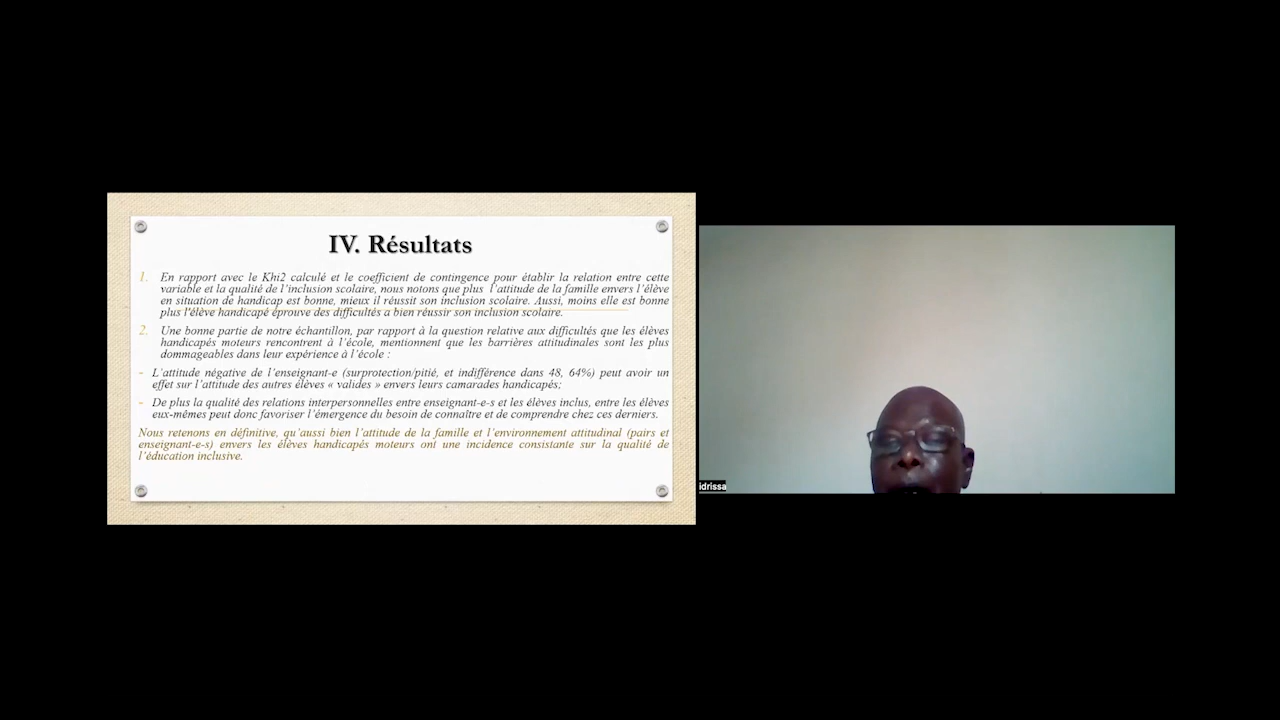 IV. Résultats
1. En rapport avec le Khi2 calculé et le coefficient de contingence pour établir la relation entre cette
variable et la qualité de l'inclusion scolaire, nous notons que plus l'attitude de la famille envers l'élève
en situation de handicap est bonne, mieux il réussit son inclusion scolaire. Aussi, moins elle est bonne
plus l'élève handicapé éprouve des difficultés a bien réussir son inclusion scolaire.
2. Une bonne partie de notre échantillon, par rapport à la question relative aux difficultés que les élèves
handicapés moteurs rencontrent à l'école, mentionnent que les barrières attitudinales sont les plus
dommageables dans leur expérience à l'école :
- L'attitude négative de l'enseignant-e (surprotection/pitié, et indifférence dans 48, 64%) peut avoir un
effet sur l'attitude des autres élèves « valides » envers leurs camarades handicapés;
- De plus la qualité des relations interpersonnelles entre enseignant-e-s et les élèves inclus, entre les élèves
eux-mêmes peut donc favoriser l'émergence du besoin de connaître et de comprendre chez ces derniers.
Nous retenons en définitive, qu'aussi bien l'attitude de la famille et l'environnement attitudinal (pairs et
enseignant-e-s) envers les élèves handicapés moteurs ont une incidence consistante sur la qualité de
l'éducation inclusive.
idrissa